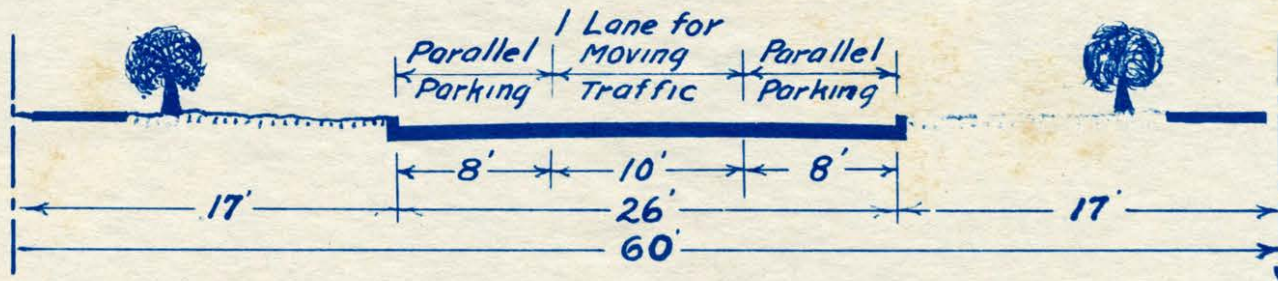 1 Lane for
Parallel Moving Parallel
Parking Traffic Parking
8' 10' 8'
17' 26' 17'
60'